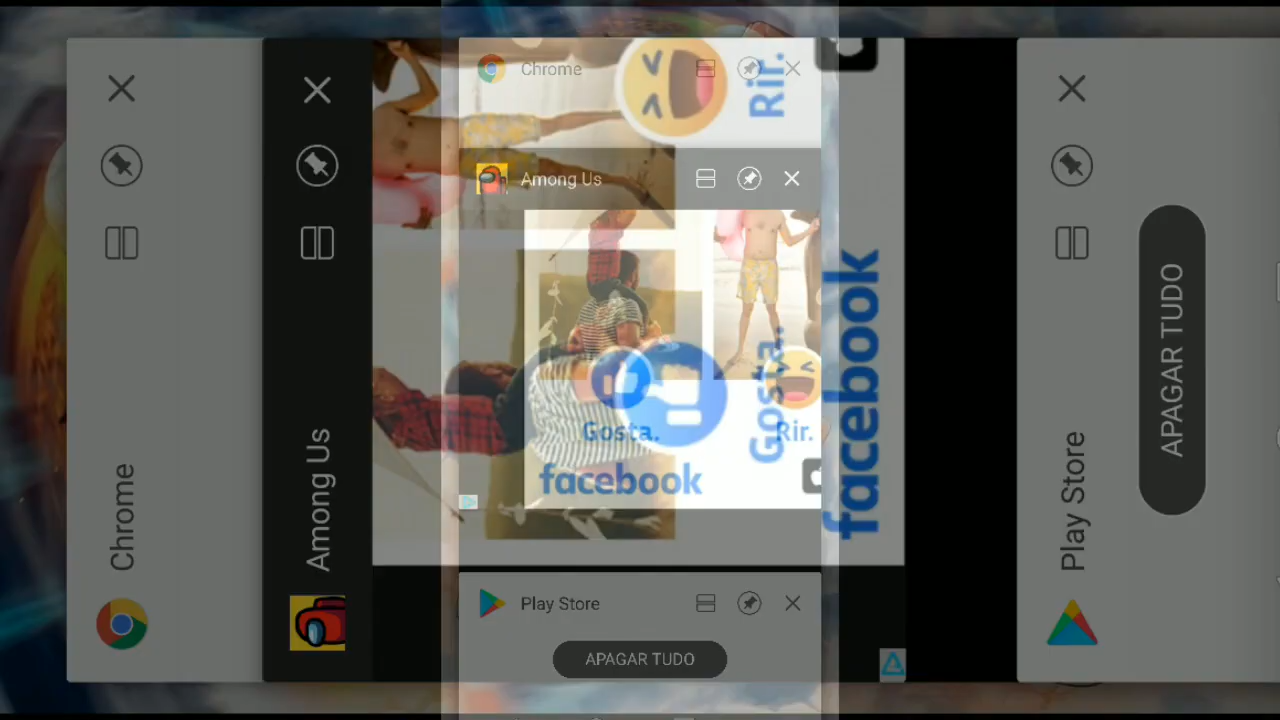 Chrome
Rir.
Among Us
Gosta.
Rir.
facebook
Play Store
APAGAR TUDO
Chrome
Among Us
Gosta.
facebook
Play Store
APAGAR TUDO